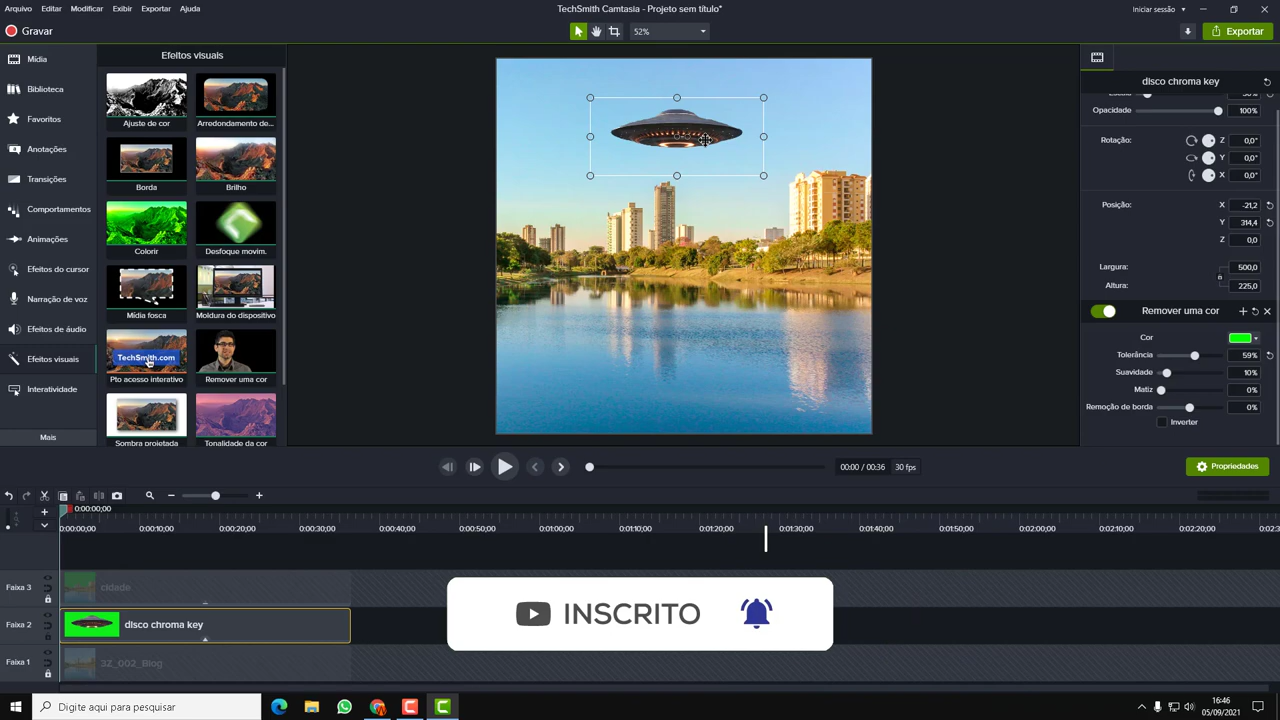 Arquivo Editar Modificar Exibir Exportar Ajuda
TechSmith Camtasia - Projeto sem título*
Iniciar sessão
Gravar
52%
Exportar
Mídia
Biblioteca
Favoritos
Anotações
Transições
Comportamentos
Animações
Efeitos do cursor
Narração de voz
Efeitos de áudio
Efeitos visuais
Interatividade
Mais
Efeitos visuais
Ajuste de cor
Arredondamento de...
Borda
Brilho
Colorir
Desfoque movim.
Mídia fosca
Moldura do dispositivo
TechSmith.com
Pto acesso interativo
Remover uma cor
Sombra projetada
Tonalidade da cor
disco chroma key
Opacidade 100%
Rotação: Z 0,0°
Y 0,0°
X 0,0°
Posição: X -21,2
Y 314,4
Z 0,0
Largura: 500,0
Altura: 225,0
Remover uma cor
Cor
Tolerância 59%
Suavidade 10%
Matiz 0%
Remoção de borda 0%
Inverter
00:00 / 00:36 30 fps
Propriedades
0:00:00;00
0:00:00;00 0:00:10;00 0:00:20;00 0:00:30;00 0:00:40;00 0:00:50;00 0:01:00;00 0:01:10;00 0:01:20;00 0:01:30;00 0:01:40;00 0:01:50;00 0:02:00;00 0:02:10;00 0:02:20;00
Faixa 3
cidade
Faixa 2
disco chroma key
Faixa 1
3Z_002_Blog
INSCRITO
Digite aqui para pesquisar
16:46
05/09/2021